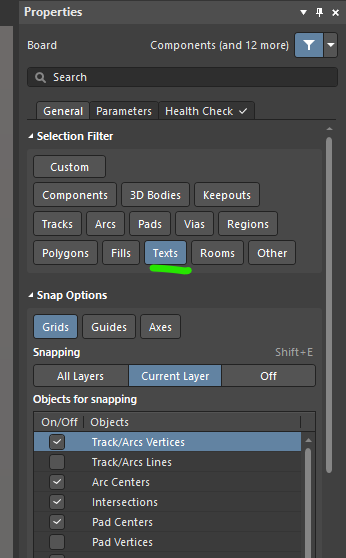 Properties
Board Components (and 12 more)
Search
General Parameters Health Check
Selection Filter
Custom
Components 3D Bodies Keepouts
Tracks Arcs Pads Vias Regions
Polygons Fills Texts Rooms Other
Snap Options
Grids Guides Axes
Snapping Shift+E
All Layers Current Layer Off
Objects for snapping
On/Off Objects
Track/Arcs Vertices
Track/Arcs Lines
Arc Centers
Intersections
Pad Centers
Pad Vertices